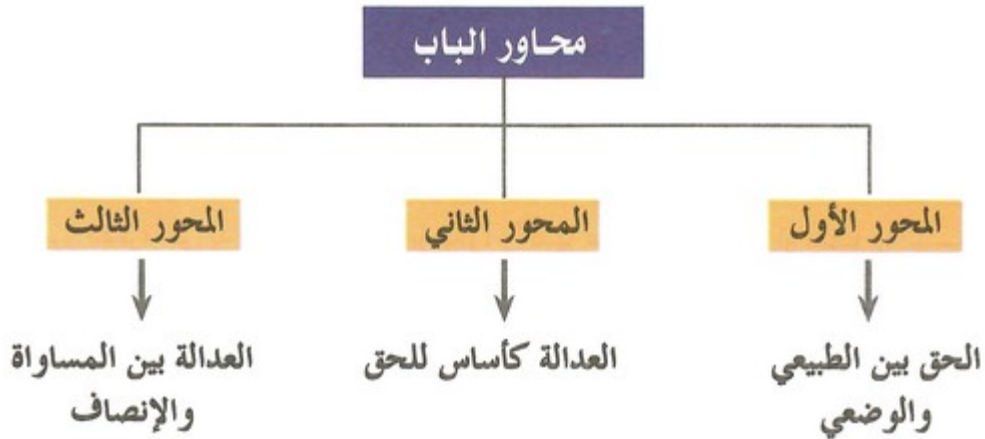 محاور الباب
المحور الأول
المحور الثاني
المحور الثالث
الحق بين الطبيعي
والوضعي
العدالة كأساس للحق
العدالة بين المساواة
والإنصاف